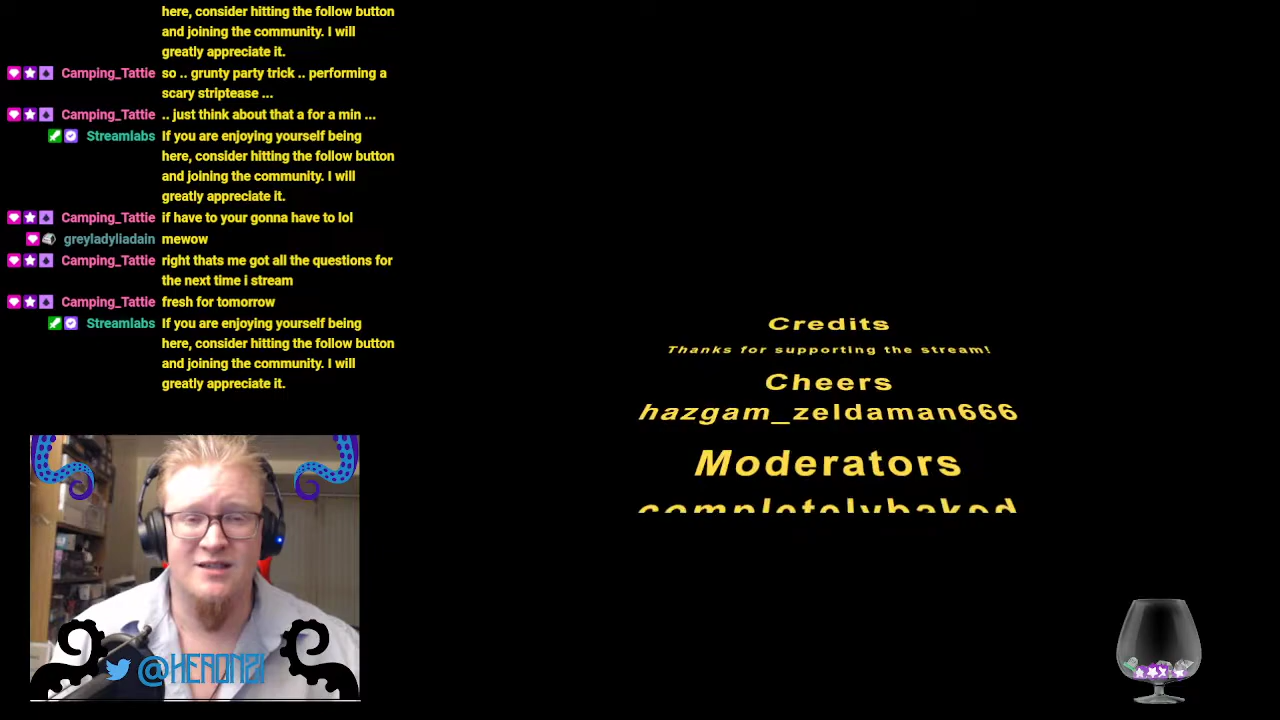 here, consider hitting the follow button
and joining the community. I will
greatly appreciate it.
Camping_Tattie so .. grunty party trick .. performing a
scary striptease ...
Camping_Tattie .. just think about that a for a min ...
Streamlabs If you are enjoying yourself being
here, consider hitting the follow button
and joining the community. I will
greatly appreciate it.
Camping_Tattie if have to your gonna have to lol
greyladyliadain mewow
Camping_Tattie right thats me got all the questions for
the next time i stream
Camping_Tattie fresh for tomorrow
Streamlabs If you are enjoying yourself being
here, consider hitting the follow button
and joining the community. I will
greatly appreciate it.
Credits
Thanks for supporting the stream!
Cheers
hazgam_zeldaman666
Moderators
completelybaked